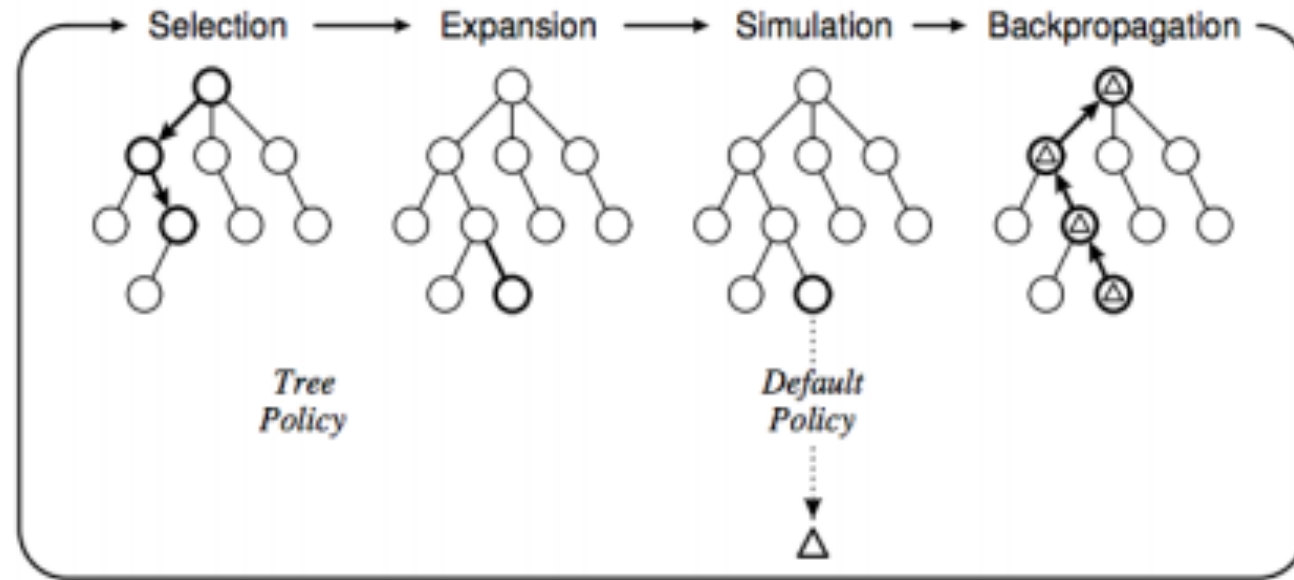 Selection
Expansion
Simulation
Backpropagation
Tree
Policy
Default
Policy